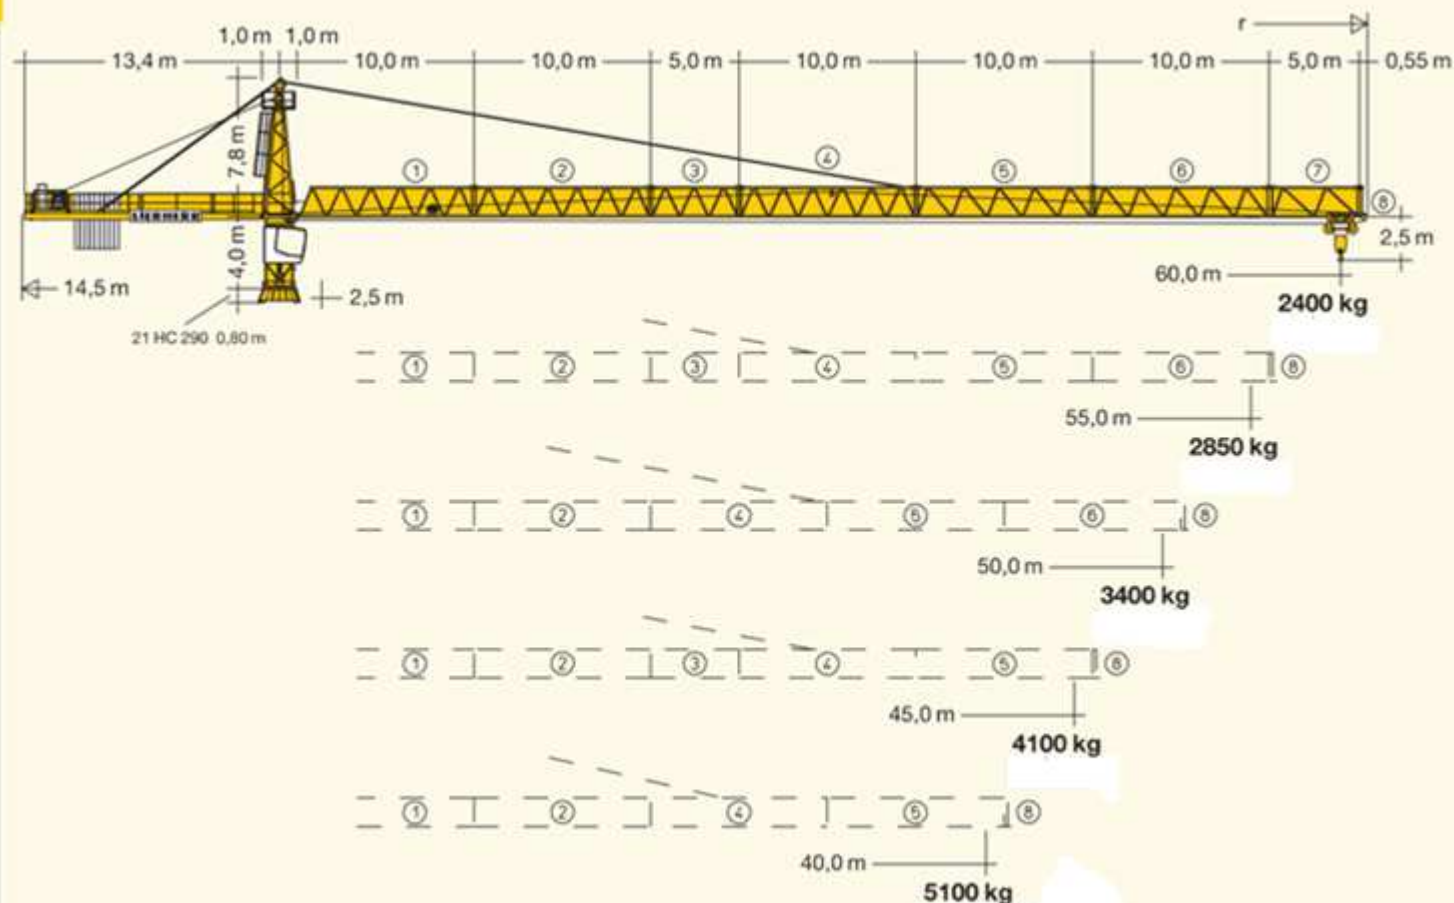 r
1,0 m 1,0 m
13,4 m 10,0 m 10,0 m 5,0 m 10,0 m 10,0 m 10,0 m 5,0 m 0,55 m
7,8 m
① ② ③ ④ ⑤ ⑥ ⑦ ⑧
LIEBHERR
4,0 m
2,5 m
14,5 m
2,5 m
60,0 m
2400 kg
21 HC 290 0,80 m
① ② ③ ④ ⑤ ⑥ ⑧
55,0 m
2850 kg
① ② ④ ⑤ ⑥ ⑧
50,0 m
3400 kg
① ② ③ ④ ⑤ ⑧
45,0 m
4100 kg
① ② ④ ⑤ ⑧
40,0 m
5100 kg